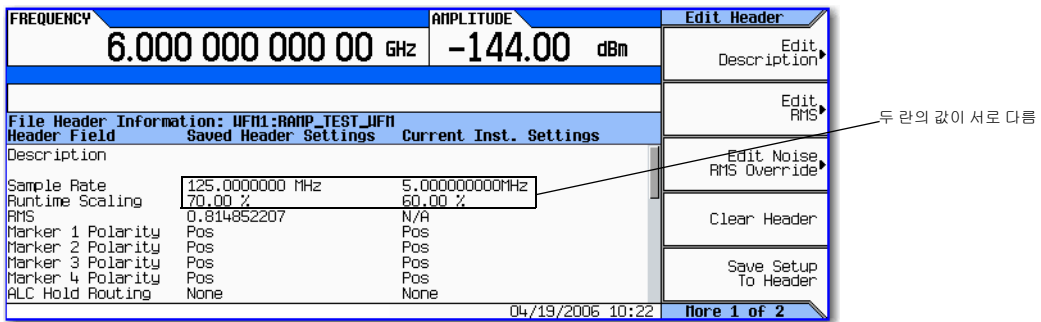 FREQUENCY
AMPLITUDE
6.000 000 000 00 GHz
-144.00 dBm
File Header Information: WFM1:RAMP_TEST_WFM
Header Field Saved Header Settings Current Inst. Settings
Description
Sample Rate 125.0000000 MHz 5.000000000MHz
Runtime Scaling 70.00 % 60.00 %
RMS 0.814852207 N/A
Marker 1 Polarity Pos Pos
Marker 2 Polarity Pos Pos
Marker 3 Polarity Pos Pos
Marker 4 Polarity Pos Pos
ALC Hold Routing None None
04/19/2006 10:22
Edit Header
Edit
Description
Edit
RMS
Edit Noise
RMS Override
Clear Header
Save Setup
To Header
More 1 of 2
두 란의 값이 서로 다름